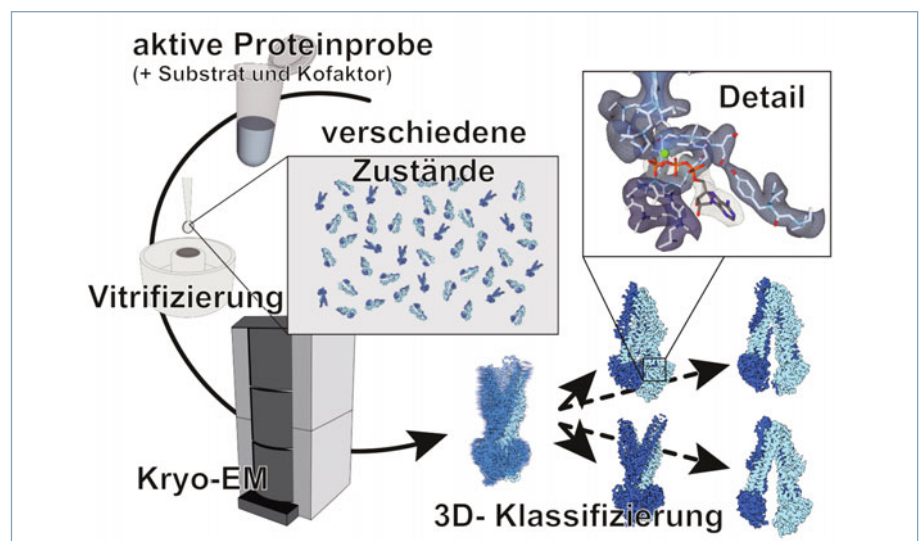 aktive Proteinprobe
(+ Substrat und Kofaktor)
verschiedene
Zustände
Detail
Vitrifizierung
Kryo-EM
3D- Klassifizierung